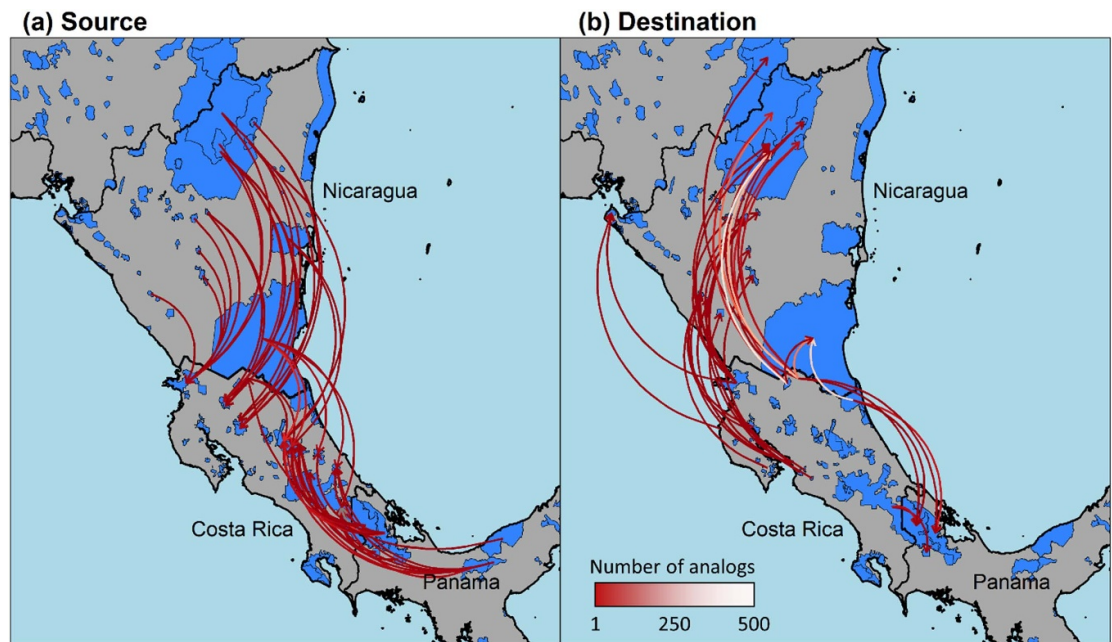 (a) Source
(b) Destination
Nicaragua
Nicaragua
Costa Rica
Costa Rica
Panama
Panama
Number of analogs
1 250 500